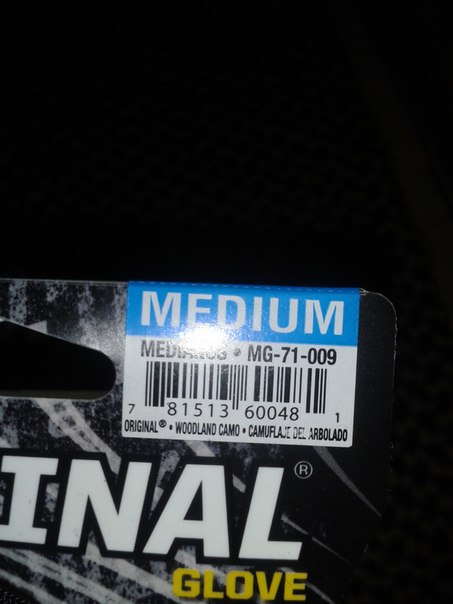 MEDIUM
MEDIANOS • MG-71-009
7 81513 60048 1
ORIGINAL® • WOODLAND CAMO • CAMUFLAJE DEL ARBOLADO
INAL®
GLOVE